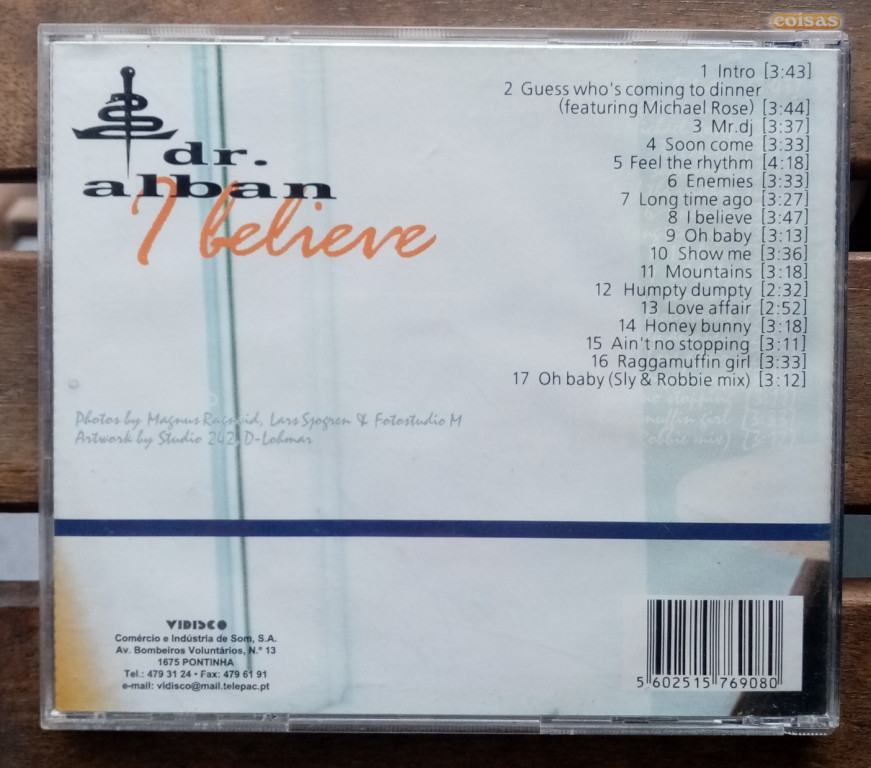 coisas
dr.
alban
I believe
1 Intro [3:43]
2 Guess who's coming to dinner
(featuring Michael Rose) [3:44]
3 Mr.dj [3:37]
4 Soon come [3:33]
5 Feel the rhythm [4:18]
6 Enemies [3:33]
7 Long time ago [3:27]
8 I believe [3:47]
9 Oh baby [3:13]
10 Show me [3:36]
11 Mountains [3:18]
12 Humpty dumpty [2:32]
13 Love affair [2:52]
14 Honey bunny [3:18]
15 Ain't no stopping [3:11]
16 Raggamuffin girl [3:33]
17 Oh baby (Sly & Robbie mix) [3:12]
Photos by Magnus Ragnvid, Lars Sjogren & Fotostudio M
Artwork by Studio 242, D-Lohmar
VIDISCO
Comércio e Indústria de Som, S.A.
Av. Bombeiros Voluntários, N.º 13
1675 PONTINHA
Tel.: 479 31 24 • Fax: 479 61 91
e-mail: vidisco@mail.telepac.pt
5 602515 769080